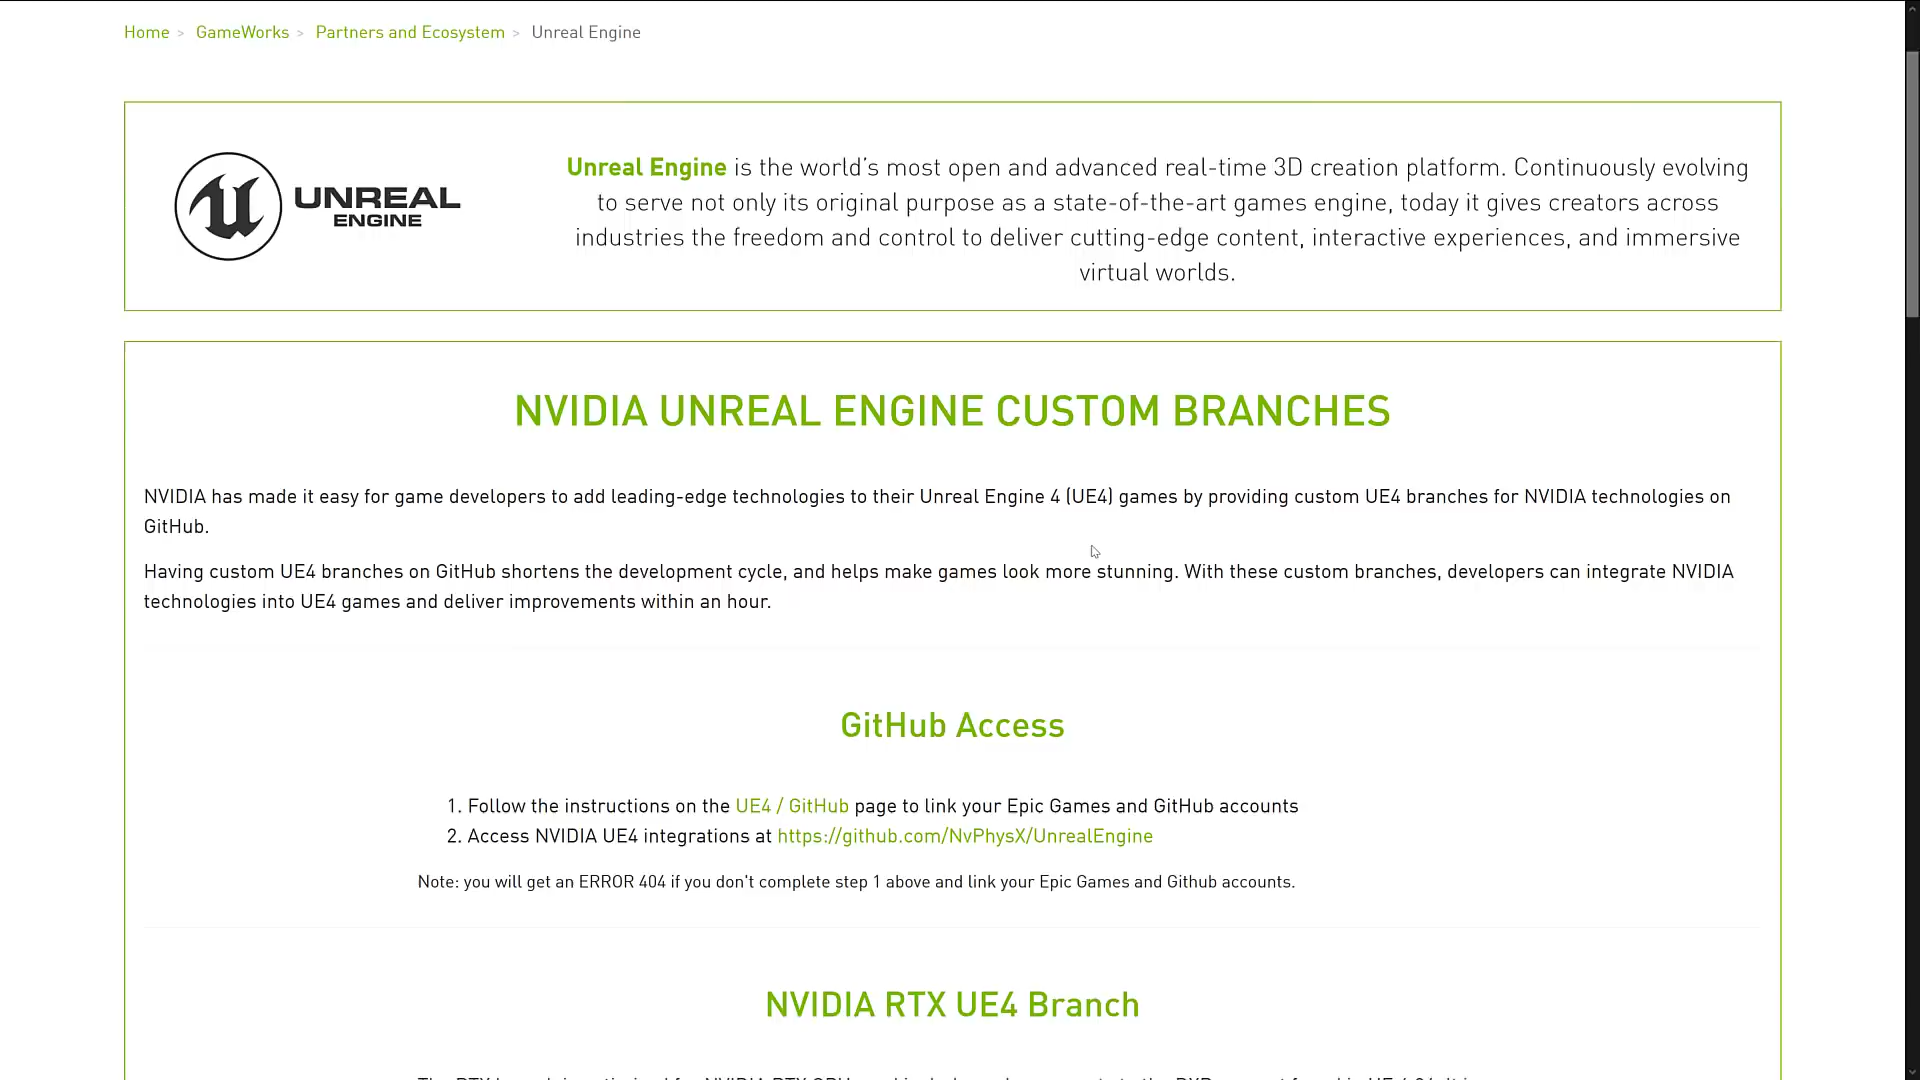 Home > GameWorks > Partners and Ecosystem > Unreal Engine
UNREAL
ENGINE
Unreal Engine is the world’s most open and advanced real-time 3D creation platform. Continuously evolving
to serve not only its original purpose as a state-of-the-art games engine, today it gives creators across
industries the freedom and control to deliver cutting-edge content, interactive experiences, and immersive
virtual worlds.
NVIDIA UNREAL ENGINE CUSTOM BRANCHES
NVIDIA has made it easy for game developers to add leading-edge technologies to their Unreal Engine 4 (UE4) games by providing custom UE4 branches for NVIDIA technologies on
GitHub.
Having custom UE4 branches on GitHub shortens the development cycle, and helps make games look more stunning. With these custom branches, developers can integrate NVIDIA
technologies into UE4 games and deliver improvements within an hour.
GitHub Access
1. Follow the instructions on the UE4 / GitHub page to link your Epic Games and GitHub accounts
2. Access NVIDIA UE4 integrations at https://github.com/NvPhysX/UnrealEngine
Note: you will get an ERROR 404 if you don't complete step 1 above and link your Epic Games and Github accounts.
NVIDIA RTX UE4 Branch